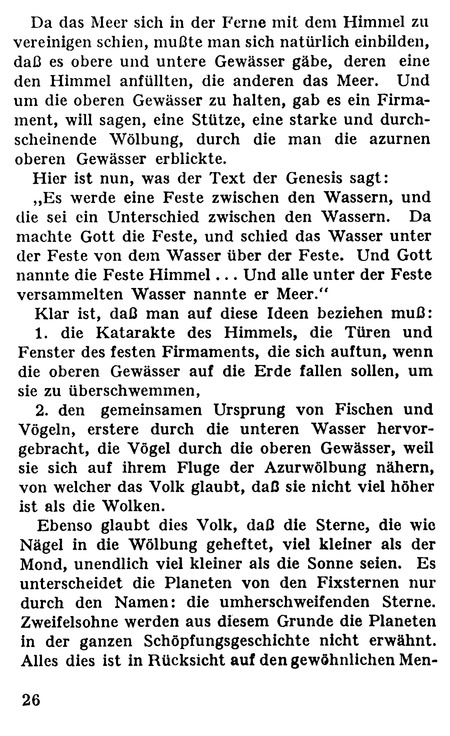 Da das Meer sich in der Ferne mit dem Himmel zu
vereinigen schien, mußte man sich natürlich einbilden,
daß es obere und untere Gewässer gäbe, deren eine
den Himmel anfüllten, die anderen das Meer. Und
um die oberen Gewässer zu halten, gab es ein Firma-
ment, will sagen, eine Stütze, eine starke und durch-
scheinende Wölbung, durch die man die azurnen
oberen Gewässer erblickte.
Hier ist nun, was der Text der Genesis sagt:
„Es werde eine Feste zwischen den Wassern, und
die sei ein Unterschied zwischen den Wassern. Da
machte Gott die Feste, und schied das Wasser unter
der Feste von dem Wasser über der Feste. Und Gott
nannte die Feste Himmel ... Und alle unter der Feste
versammelten Wasser nannte er Meer.“
Klar ist, daß man auf diese Ideen beziehen muß:
1. die Katarakte des Himmels, die Türen und
Fenster des festen Firmaments, die sich auftun, wenn
die oberen Gewässer auf die Erde fallen sollen, um
sie zu überschwemmen,
2. den gemeinsamen Ursprung von Fischen und
Vögeln, erstere durch die unteren Wasser hervor-
gebracht, die Vögel durch die oberen Gewässer, weil
sie sich auf ihrem Fluge der Azurwölbung nähern,
von welcher das Volk glaubt, daß sie nicht viel höher
ist als die Wolken.
Ebenso glaubt dies Volk, daß die Sterne, die wie
Nägel in die Wölbung geheftet, viel kleiner als der
Mond, unendlich viel kleiner als die Sonne seien. Es
unterscheidet die Planeten von den Fixsternen nur
durch den Namen: die umherschweifenden Sterne.
Zweifelsohne werden aus diesem Grunde die Planeten
in der ganzen Schöpfungsgeschichte nicht erwähnt.
Alles dies ist in Rücksicht auf den gewöhnlichen Men-
26